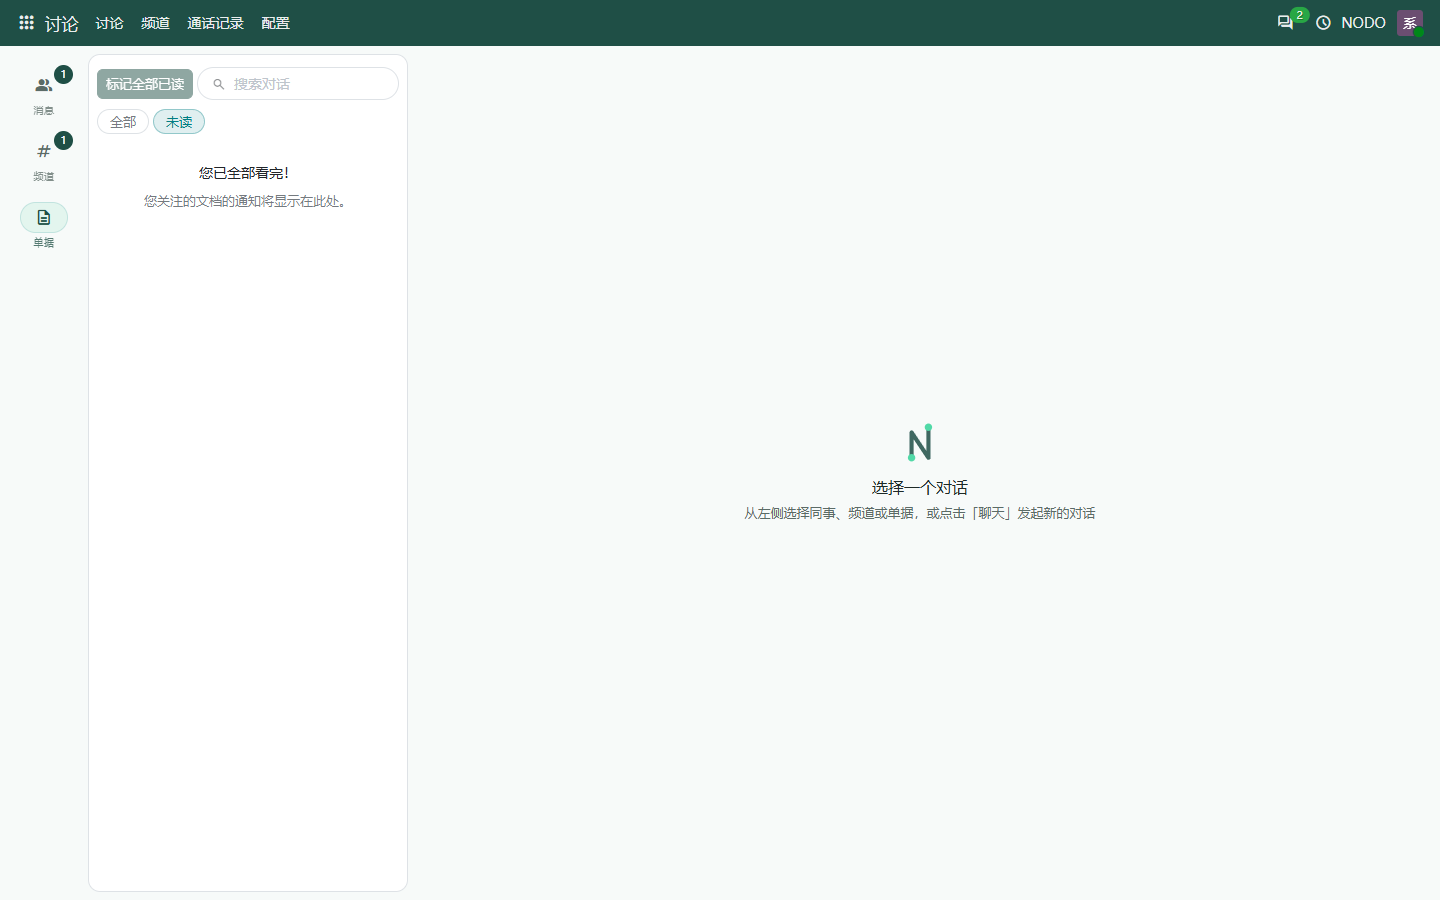 讨论 讨论 频道 通话记录 配置 2 NODO 系
1
消息
1
频道
单据
标记全部已读 搜索对话
全部 未读
您已全部看完！
您关注的文档的通知将显示在此处。
N
选择一个对话
从左侧选择同事、频道或单据，或点击「聊天」发起新的对话